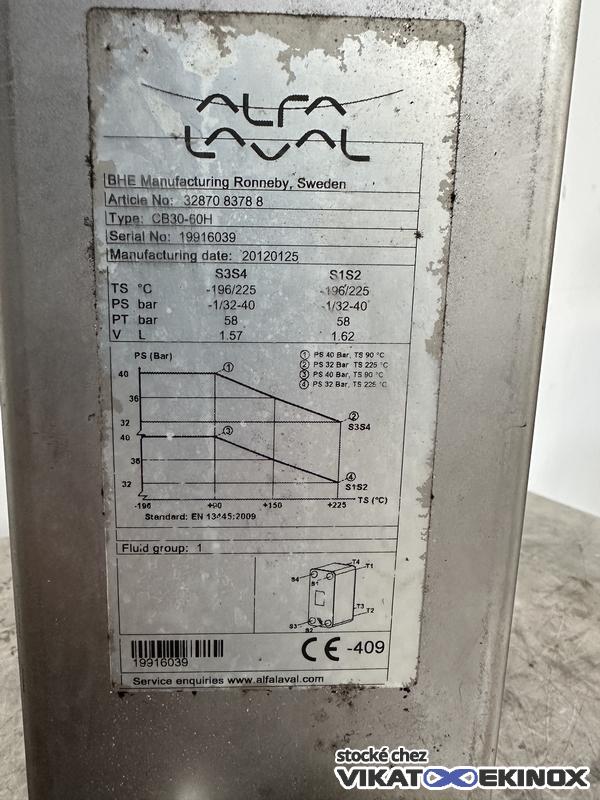 ALFA
LAVAL
BHE Manufacturing Ronneby, Sweden
Article No: 32870 8378 8
Type: CB30-60H
Serial No: 19916039
Manufacturing date: 20120125
S3S4 S1S2
TS °C -196/225 -196/225
PS bar -1/32-40 -1/32-40
PT bar 58 58
V L 1.57 1.62
PS (Bar)
1 PS 40 Bar, TS 90 °C
2 PS 32 Bar TS 225 °C
3 PS 40 Bar, TS 90 °C
4 PS 32 Bar, TS 225 °C
40 1
36
32 2
S3S4
40 3
36
32 4
S1S2
-196 +90 +150 +225 TS (°C)
Standard: EN 13445:2009
Fluid group: 1
T4
S4 T1
S1
T3
S3 T2
S2
19916039
CE -409
Service enquiries www.alfalaval.com
stocké chez
VIKATO EKINOX